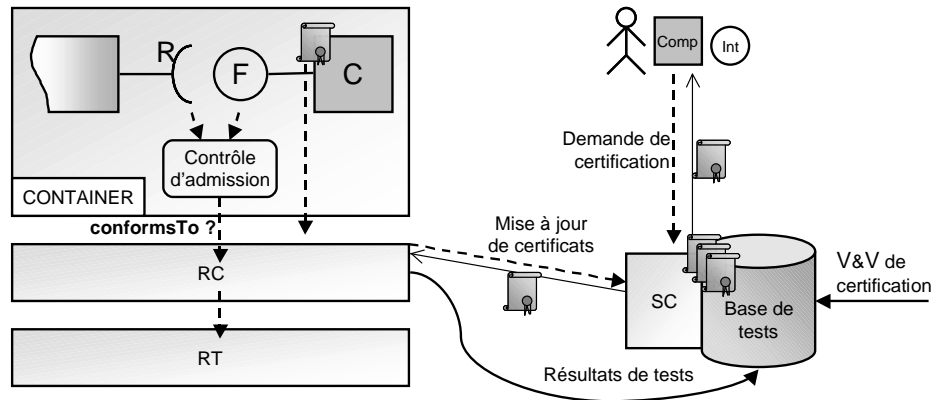 R
F
C
Contrôle
d'admission
CONTAINER
conformsTo ?
RC
RT
Comp
Int
Demande de
certification
Mise à jour
de certificats
SC
Base de
tests
V&V de
certification
Résultats de tests